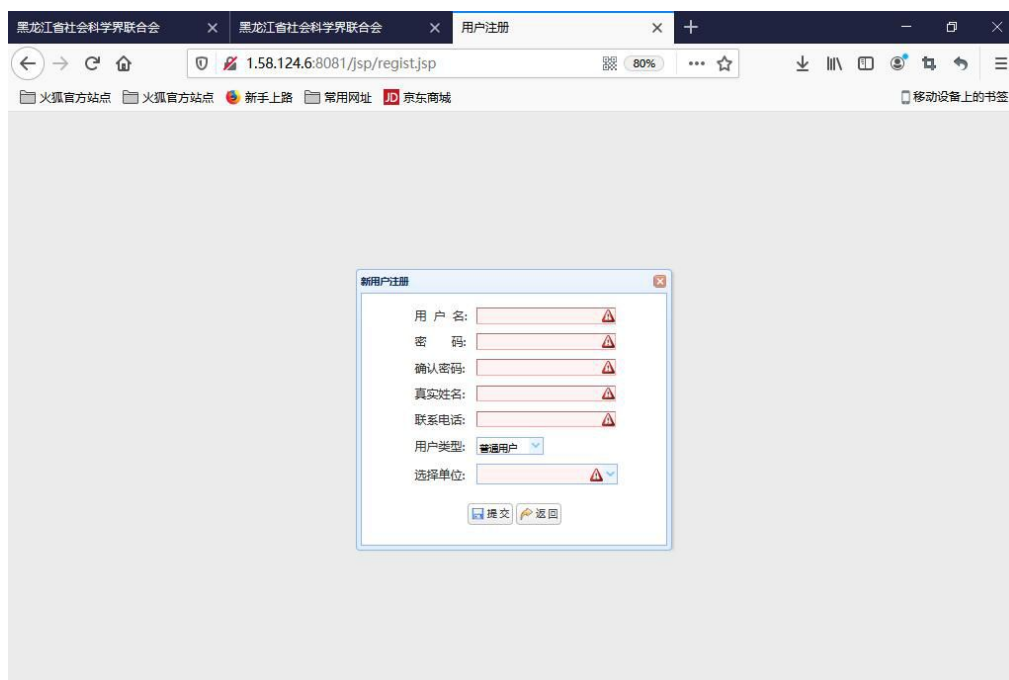 黑龙江省社会科学界联合会 黑龙江省社会科学界联合会 用户注册
1.58.124.6:8081/jsp/regist.jsp 80%
火狐官方站点 火狐官方站点 新手上路 常用网址 JD 京东商城 移动设备上的书签
新用户注册
用 户 名:
密 码:
确认密码:
真实姓名:
联系电话:
用户类型: 普通用户
选择单位:
提交 返回